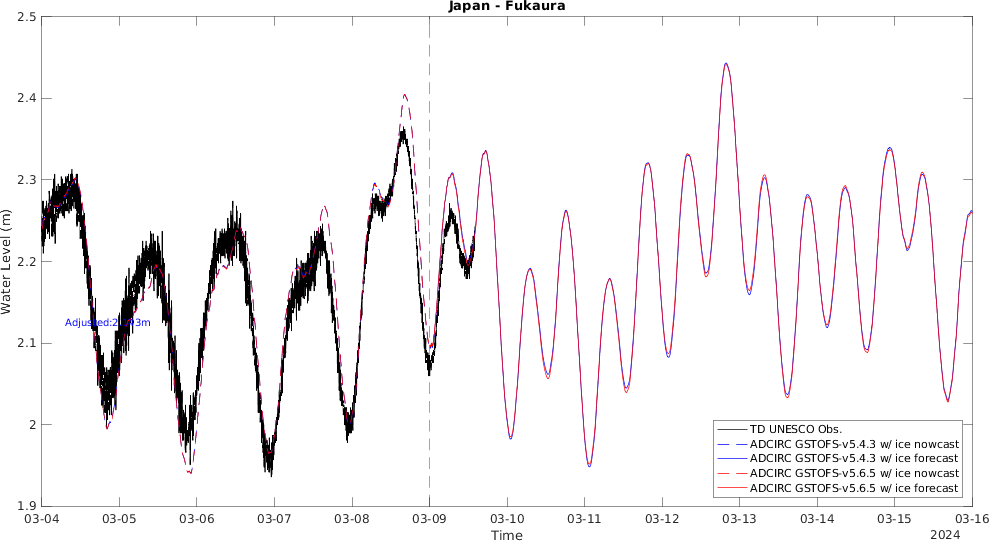 Japan - Fukaura
Water Level (m)
2.5
2.4
2.3
2.2
2.1
2
1.9
TD UNESCO Obs.
ADCIRC GSTOFS-v5.4.3 w/ ice nowcast
ADCIRC GSTOFS-v5.4.3 w/ ice forecast
ADCIRC GSTOFS-v5.6.5 w/ ice nowcast
ADCIRC GSTOFS-v5.6.5 w/ ice forecast
03-04 03-05 03-06 03-07 03-08 03-09 03-10 03-11 03-12 03-13 03-14 03-15 03-16
Time
2024